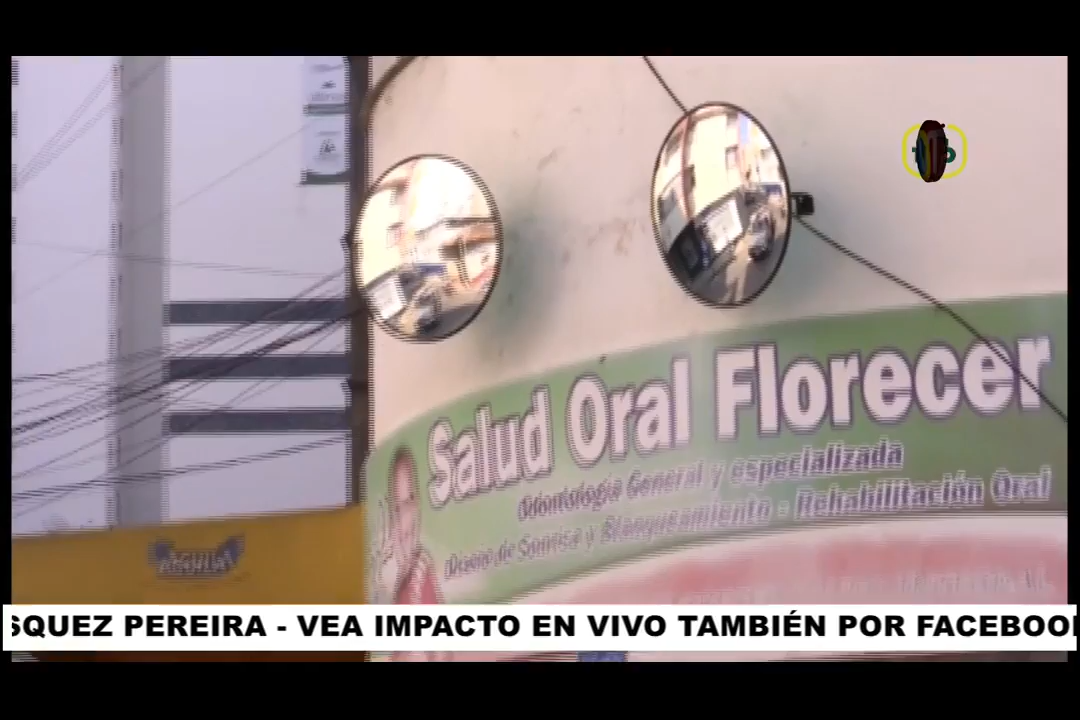 Salud Oral Florecer
Odontología General y especializada
Diseño de Sonrisa y Blanqueamiento - Rehabilitación Oral
AGUILA
SQUEZ PEREIRA - VEA IMPACTO EN VIVO TAMBIÉN POR FACEBOO